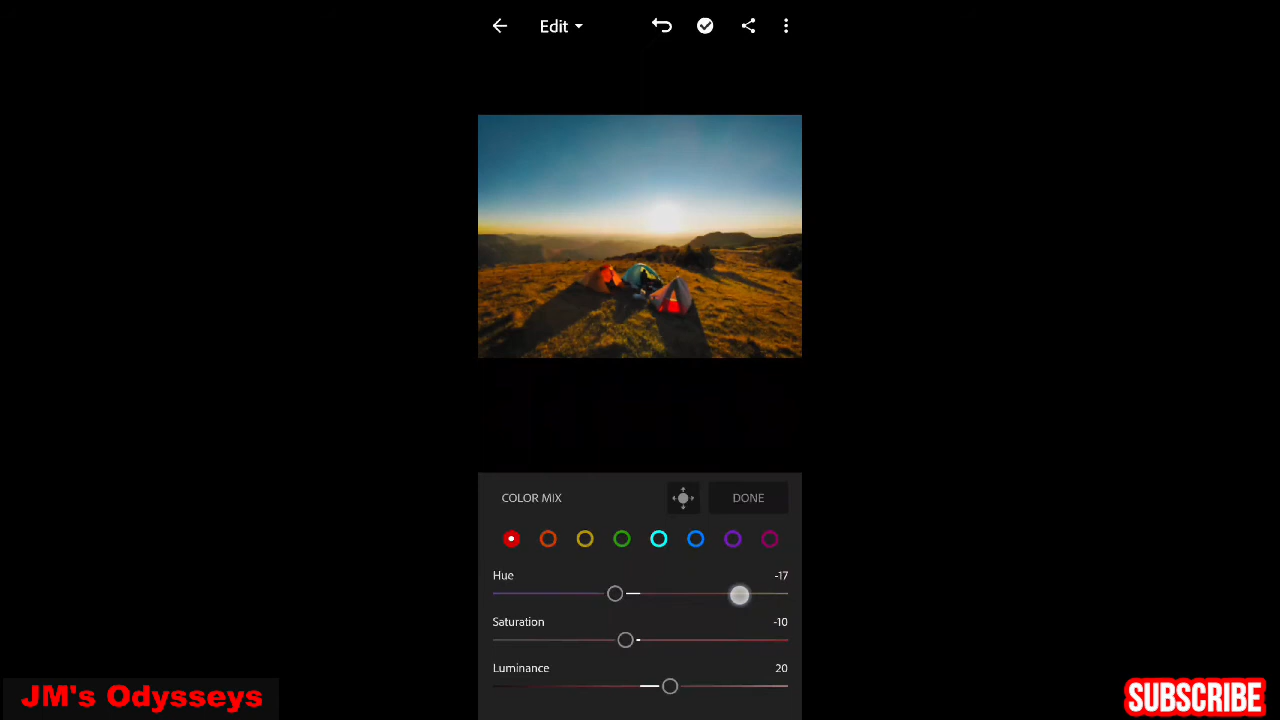 Edit
COLOR MIX
DONE
Hue
-17
Saturation
-10
Luminance
20
JM's Odysseys
SUBSCRIBE